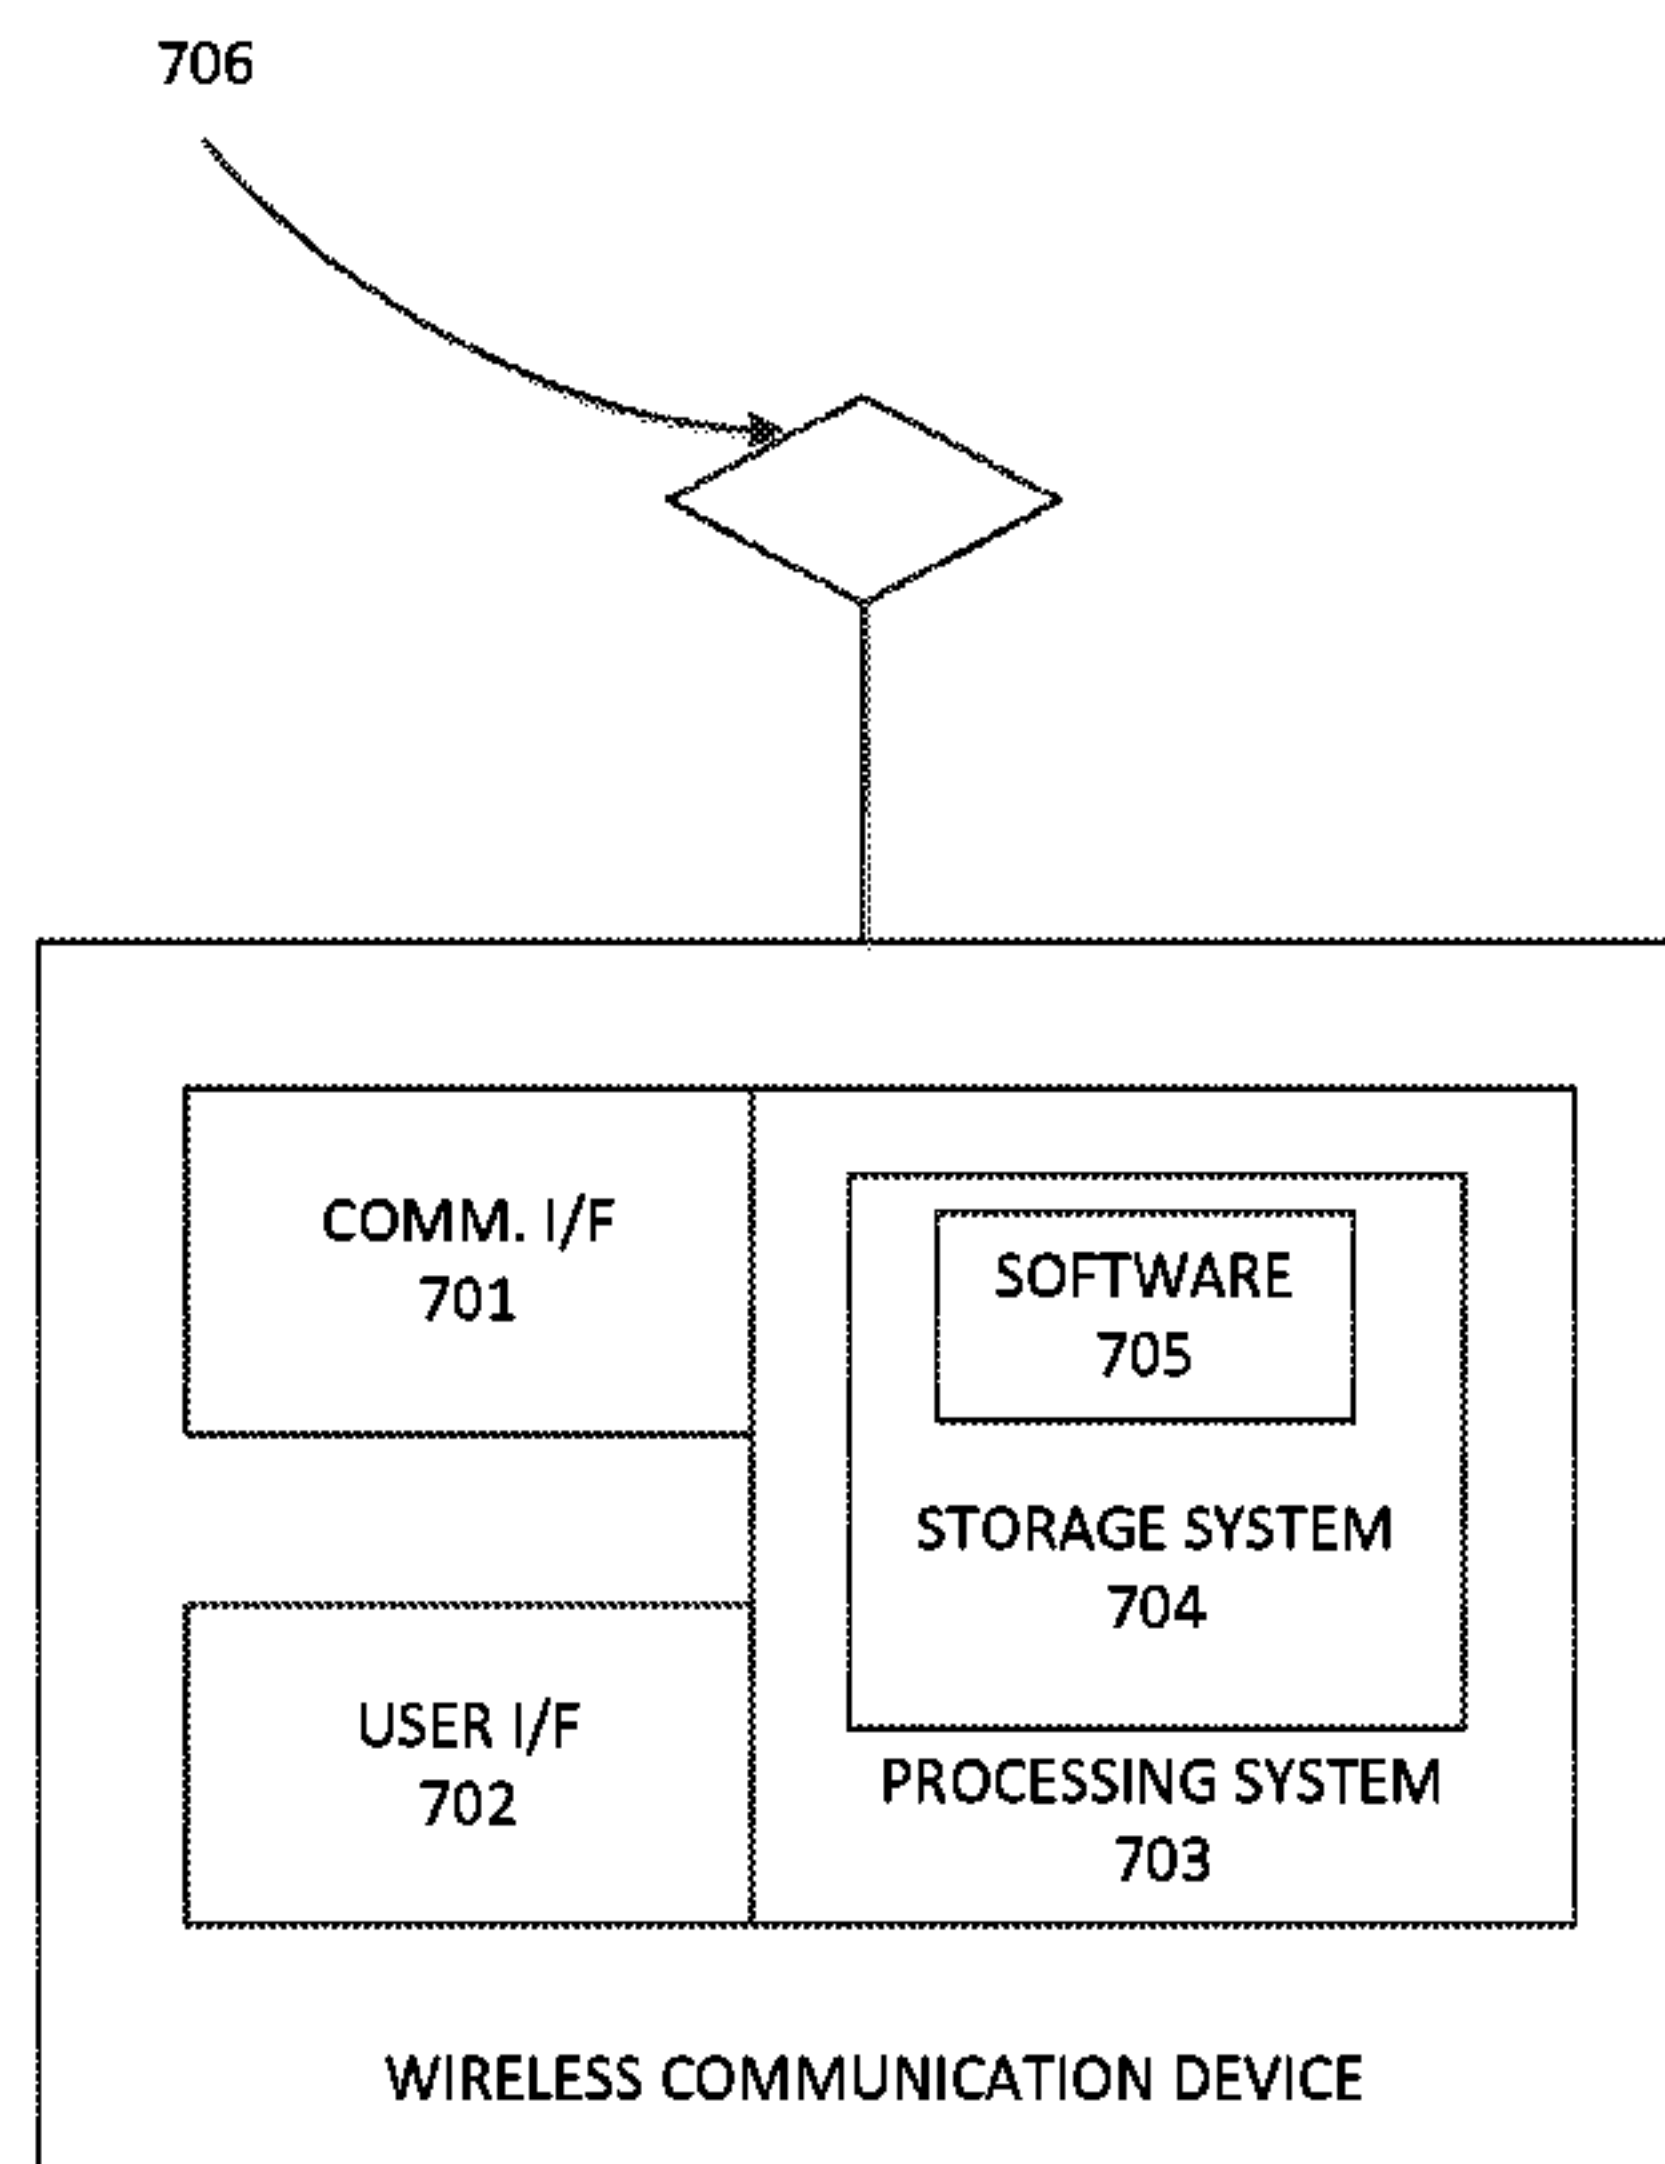 706
COMM. I/F
701
SOFTWARE
705
STORAGE SYSTEM
704
USER I/F
702
PROCESSING SYSTEM
703
WIRELESS COMMUNICATION DEVICE